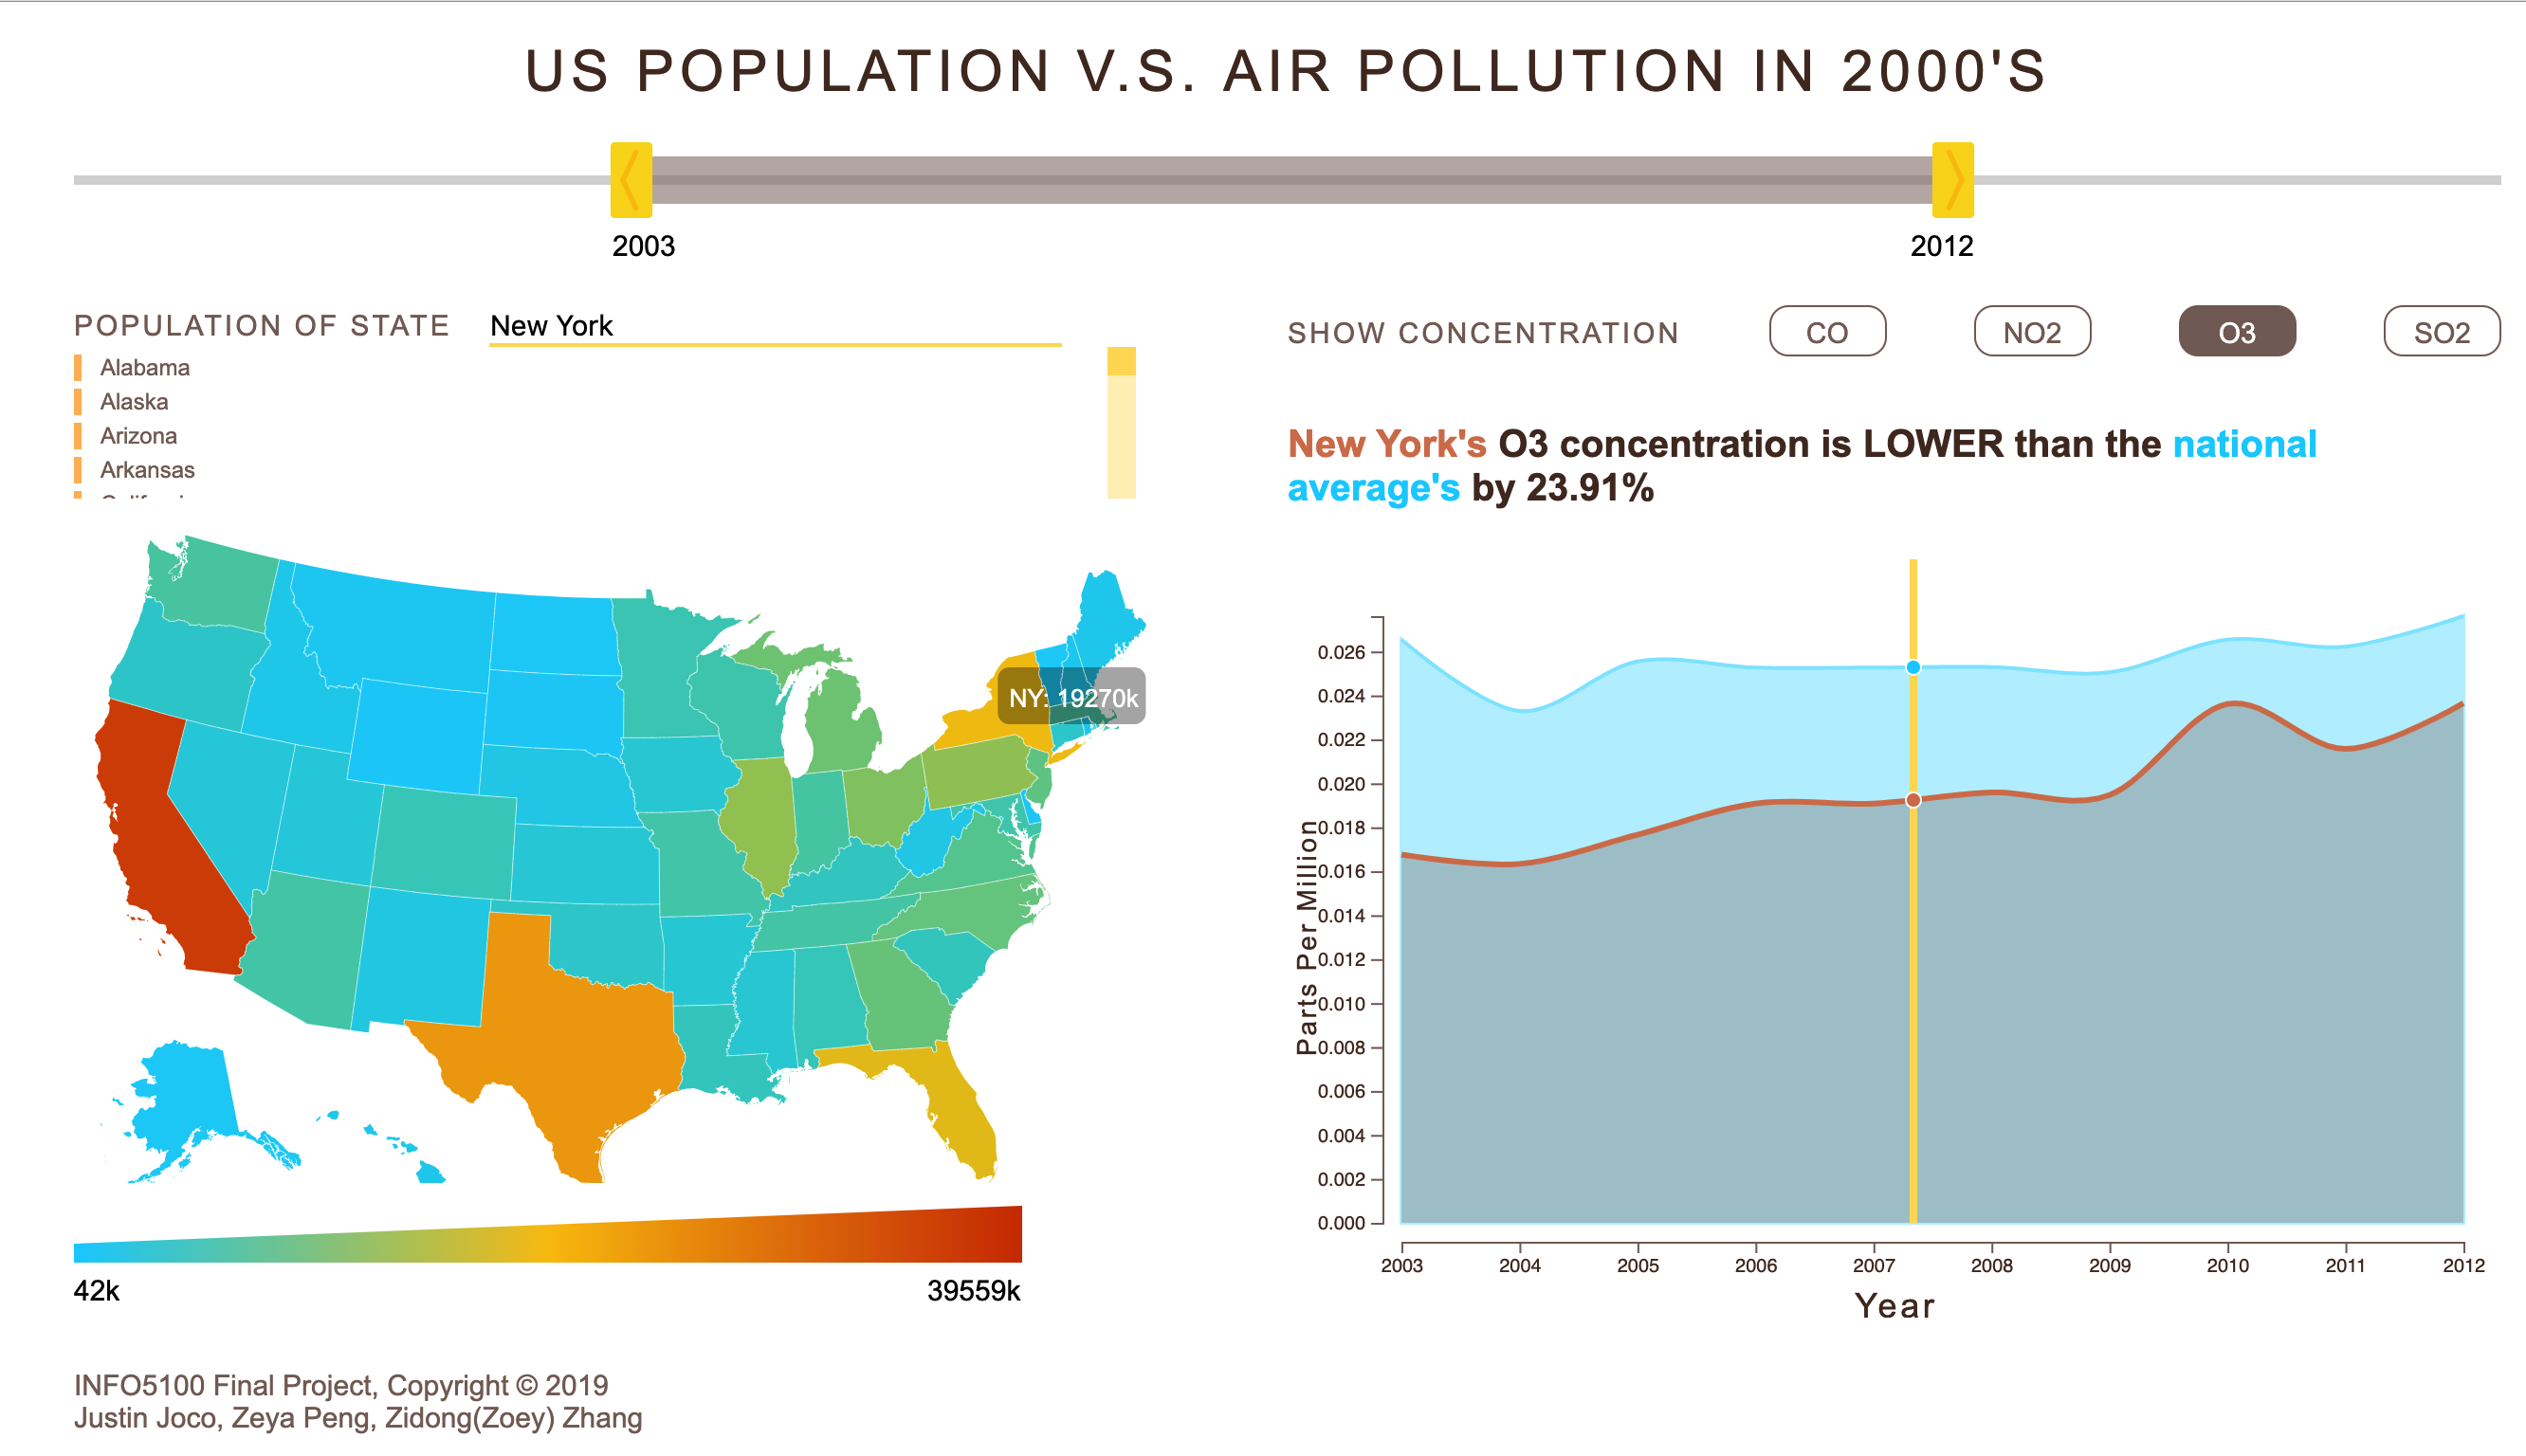 US POPULATION V.S. AIR POLLUTION IN 2000'S
2003
2012
POPULATION OF STATE
New York
Alabama
Alaska
Arizona
Arkansas
NY: 19270k
42k
39559k
SHOW CONCENTRATION
CO
NO2
O3
SO2
New York's O3 concentration is LOWER than the national
average's by 23.91%
Parts Per Million
0.026
0.024
0.022
0.020
0.018
0.016
0.014
0.012
0.010
0.008
0.006
0.004
0.002
0.000
2003
2004
2005
2006
2007
2008
2009
2010
2011
2012
Year
INFO5100 Final Project, Copyright © 2019
Justin Joco, Zeya Peng, Zidong(Zoey) Zhang